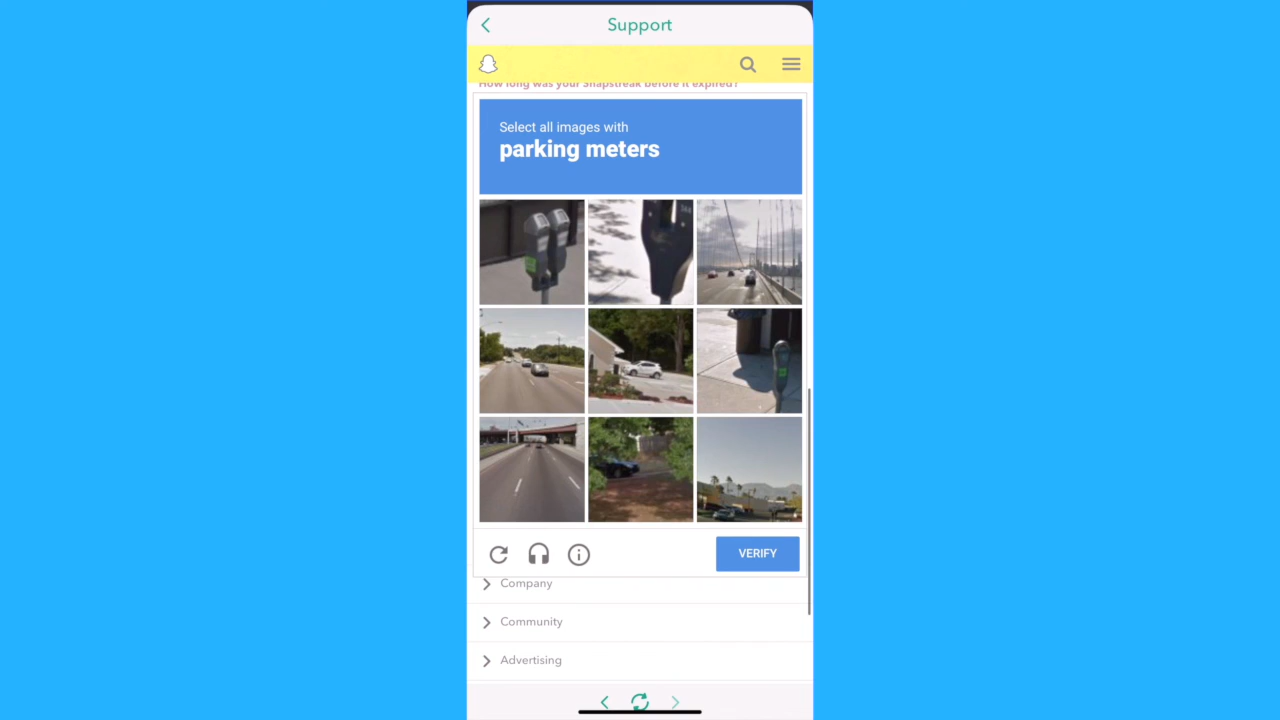 Support
How long was your Snapstreak before it expired?
Select all images with
parking meters
VERIFY
Company
Community
Advertising